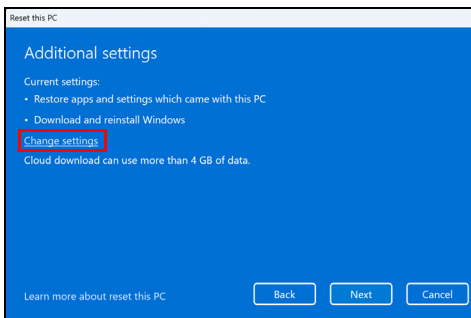 Reset this PC
Additional settings
Current settings:
• Restore apps and settings which came with this PC
• Download and reinstall Windows
Change settings
Cloud download can use more than 4 GB of data.
Learn more about reset this PC
Back
Next
Cancel